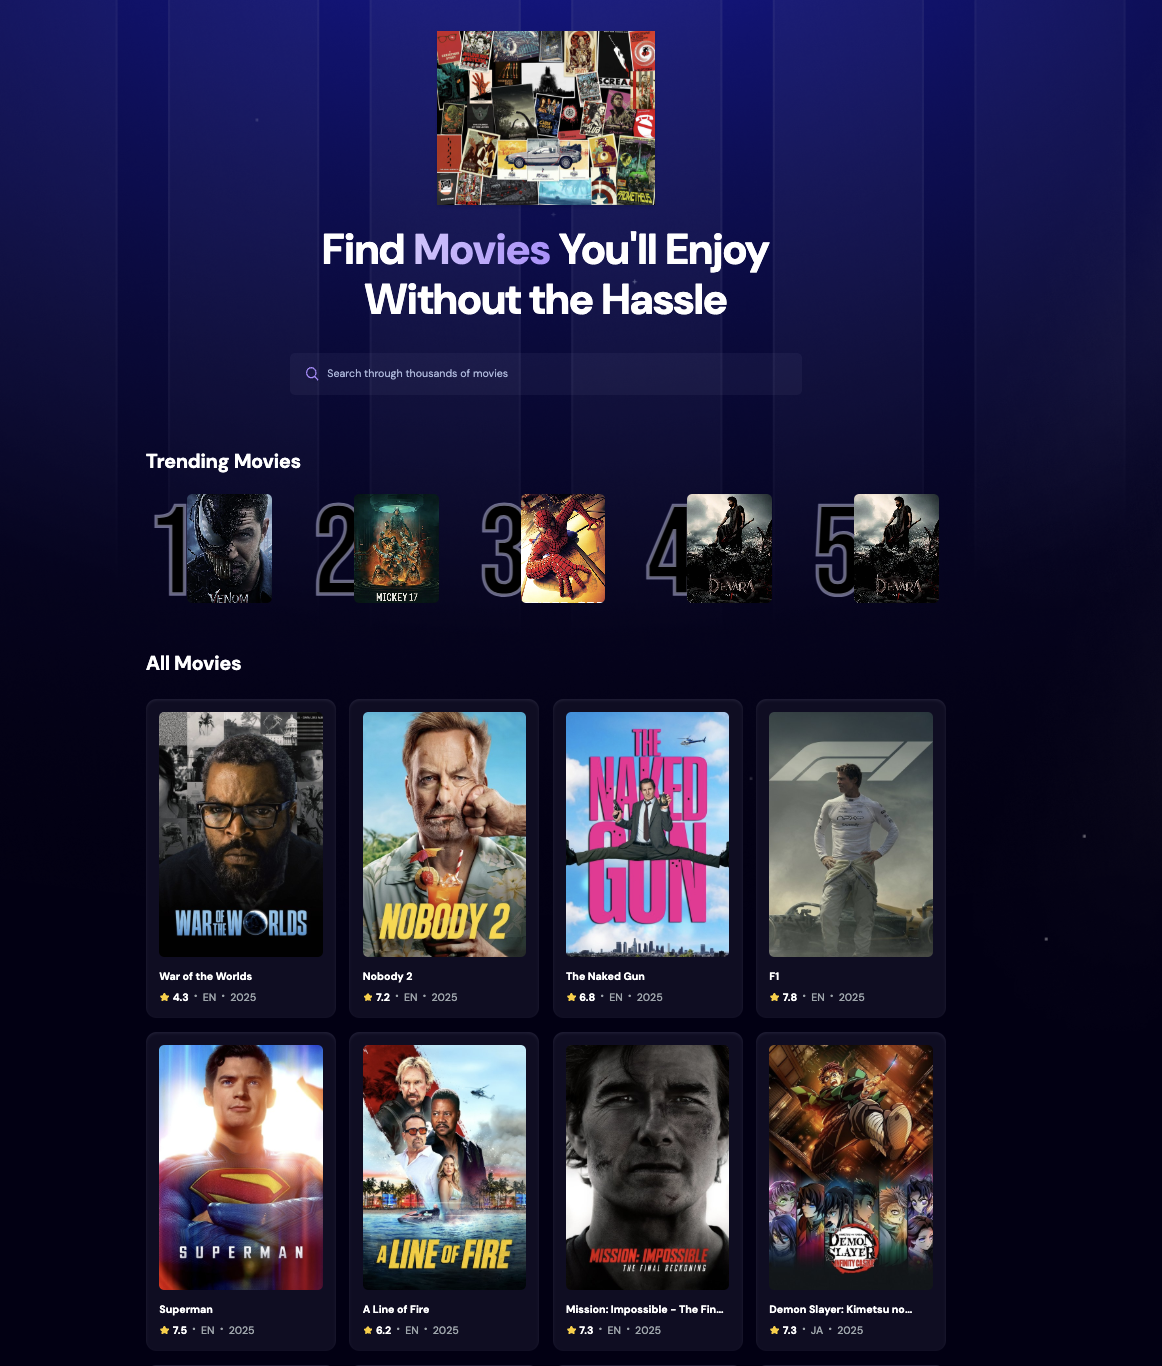 SCREAM
PROMETHEUS
Find Movies You'll Enjoy
Without the Hassle
Search through thousands of movies
Trending Movies
1
VENOM
2
MICKEY 17
3
4
DEVARA
5
DEVARA
All Movies
WAR OF THE WORLDS
NOBODY 2
THE
NAKED
GUN
F1
War of the Worlds
4.3 • EN • 2025
Nobody 2
7.2 • EN • 2025
The Naked Gun
6.8 • EN • 2025
F1
7.8 • EN • 2025
SUPERMAN
A LINE OF FIRE
MISSION: IMPOSSIBLE
THE FINAL RECKONING
DEMON
SLAYER
INFINITY CASTLE
Superman
7.5 • EN • 2025
A Line of Fire
6.2 • EN • 2025
Mission: Impossible - The Fin...
7.3 • EN • 2025
Demon Slayer: Kimetsu no...
7.3 • JA • 2025